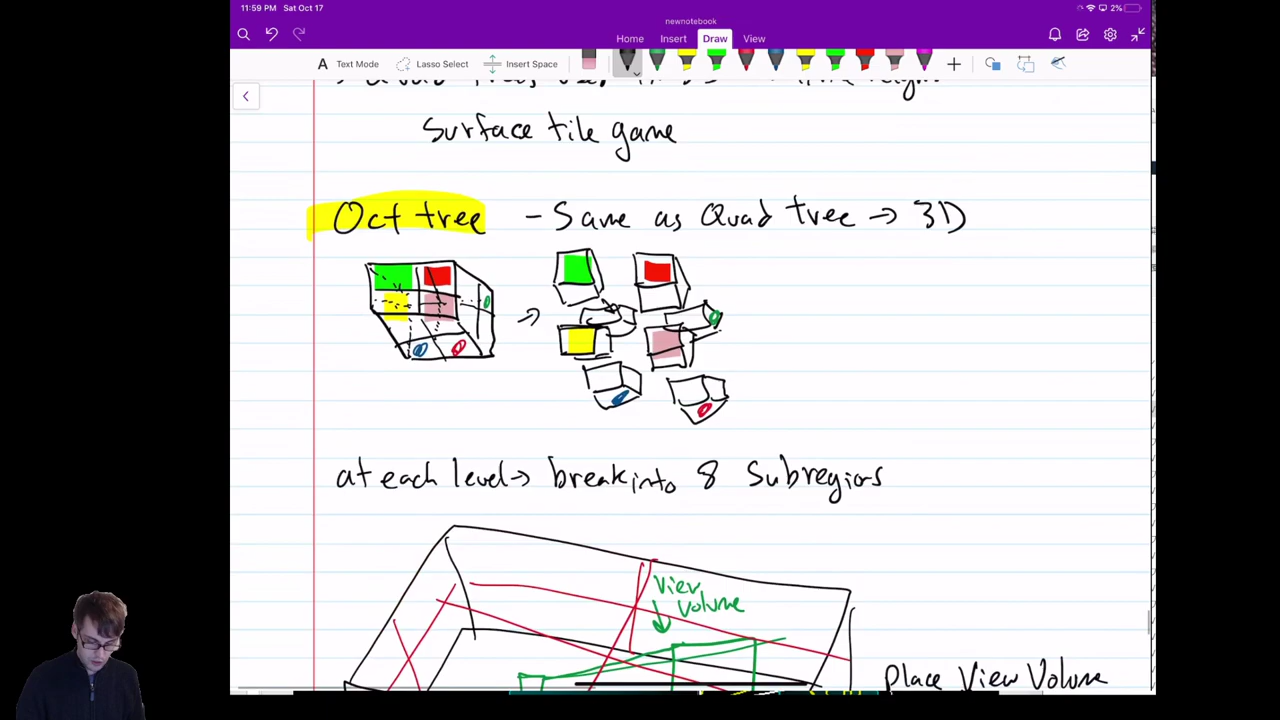 11:59 PM Sat Oct 17
2%
newnotebook
Home Insert Draw View
A Text Mode Lasso Select Insert Space
Surface tile game
Oct tree - Same as Quad tree → 3D
at each level → break into 8 Subregions
View
Volume
Place View Volume